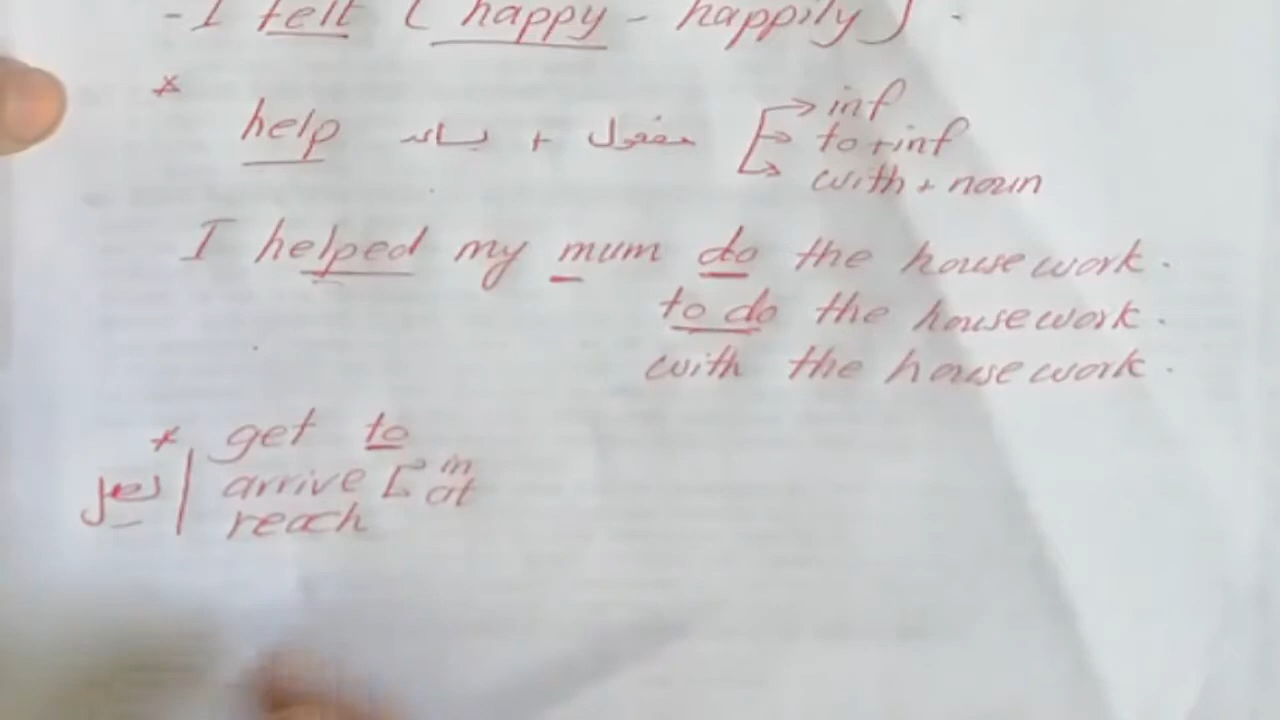 - I felt ( happy - happily ) .
* help يساعد + مفعول → inf
→ to + inf
→ with + noun
I helped my mum do the housework.
to do the housework.
with the housework.
* get to
يصل | arrive [ in
at
reach